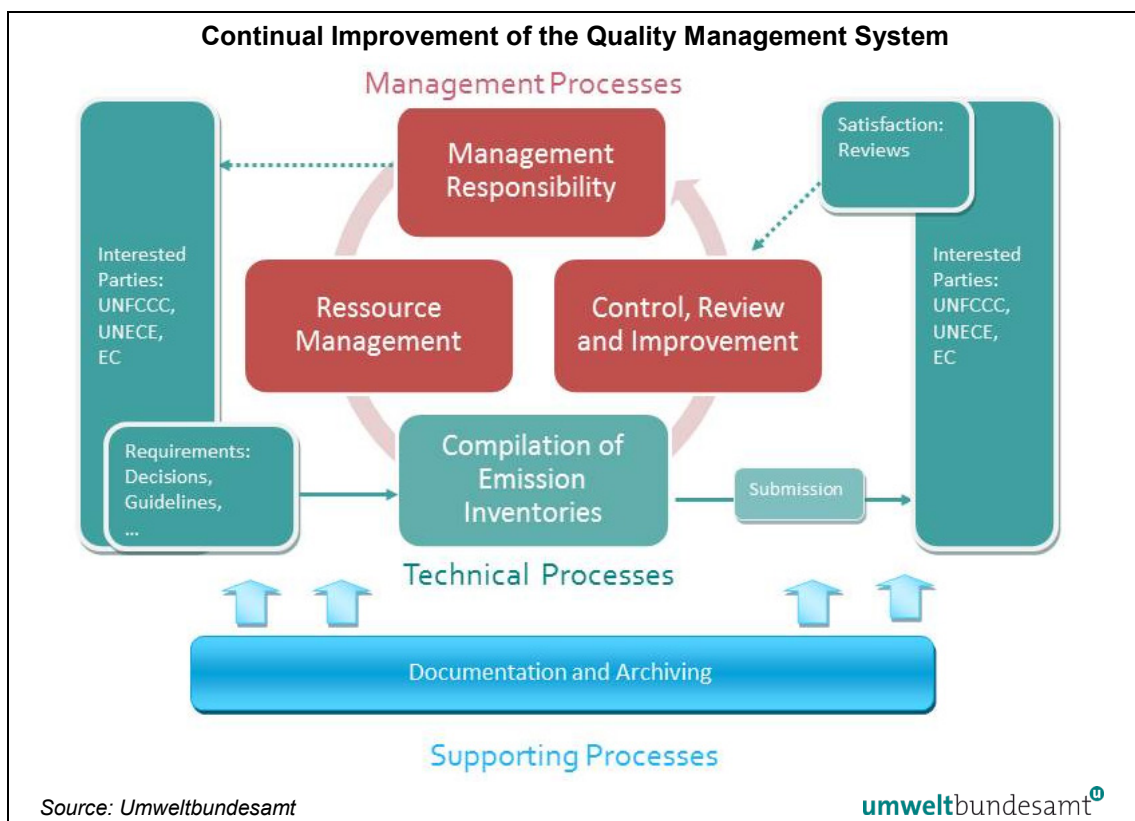 Continual Improvement of the Quality Management System
Management Processes
Management
Responsibility
Satisfaction:
Reviews
Interested
Parties:
UNFCCC,
UNECE,
EC
Ressource
Management
Control, Review
and Improvement
Interested
Parties:
UNFCCC,
UNECE,
EC
Requirements:
Decisions,
Guidelines,
...
Compilation of
Emission
Inventories
Submission
Technical Processes
Documentation and Archiving
Supporting Processes
Source: Umweltbundesamt
umweltbundesamt u